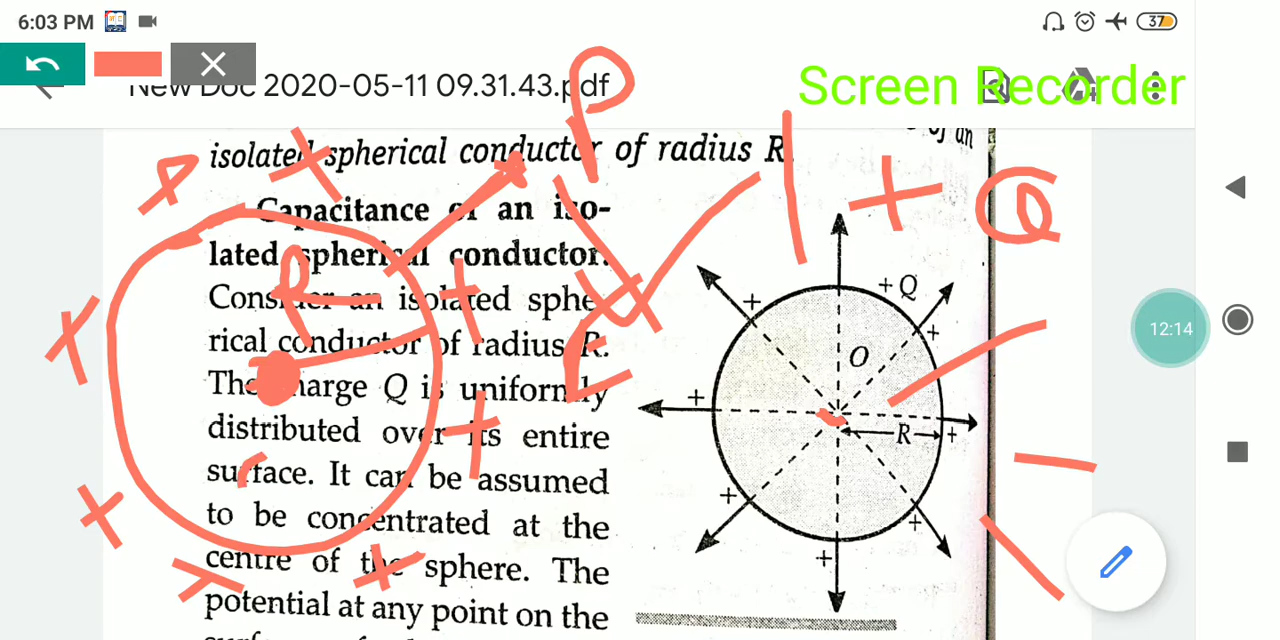 6:03 PM
37
New Doc 2020-05-11 09.31.43.pdf
Screen Recorder
of an
isolated spherical conductor of radius R.
P
+ Q
Capacitance of an iso-
lated spherical conductor.
Consider an isolated sphe-
rical conductor of radius R.
The charge Q is uniformly
distributed over its entire
surface. It can be assumed
to be concentrated at the
centre of the sphere. The
potential at any point on the
R
+ Q
O
R
12:14